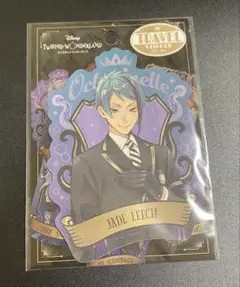 Disney
TWISTED-WONDERLAND
TRAVEL
STICKER
Octavinelle
JADE LEECH